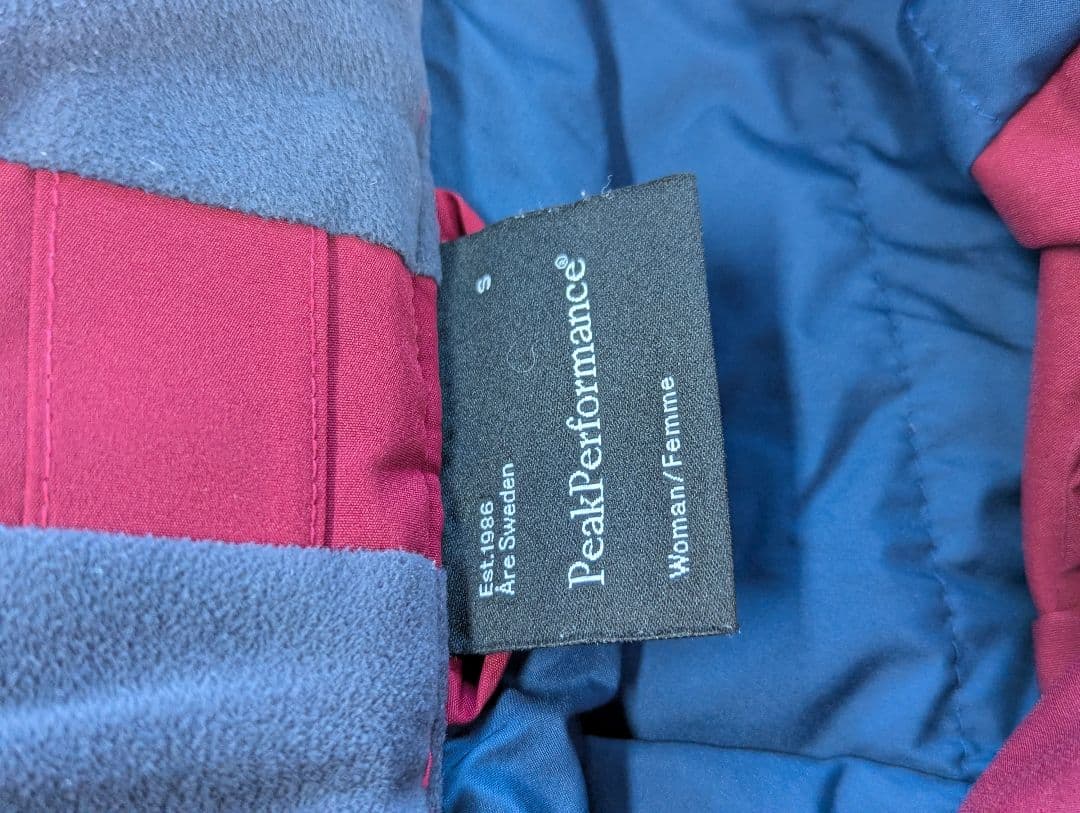 Est.1986
Åre Sweden
S
PeakPerformance®
Woman/Femme